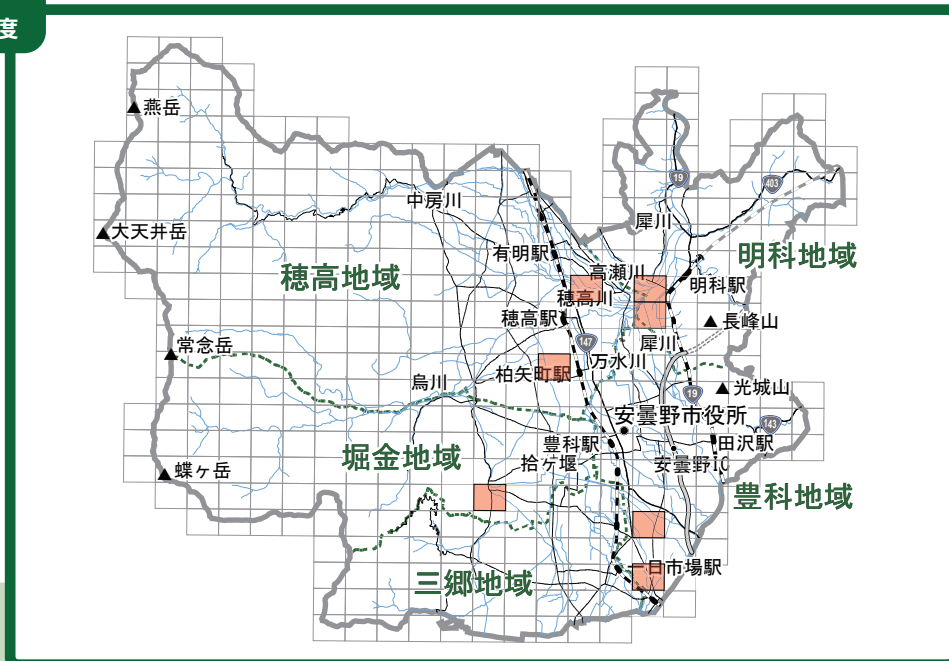 度
燕岳
19
403
中房川
犀川
大天井岳
有明駅
明科地域
高瀬川
穂高地域
明科駅
穂高川
穂高駅
長峰山
147
犀川
常念岳
万水川
柏矢町駅
烏川
光城山
19
安曇野市役所
143
豊科駅
田沢駅
堀金地域
拾ケ堰
安曇野IC
蝶ヶ岳
豊科地域
一日市場駅
三郷地域